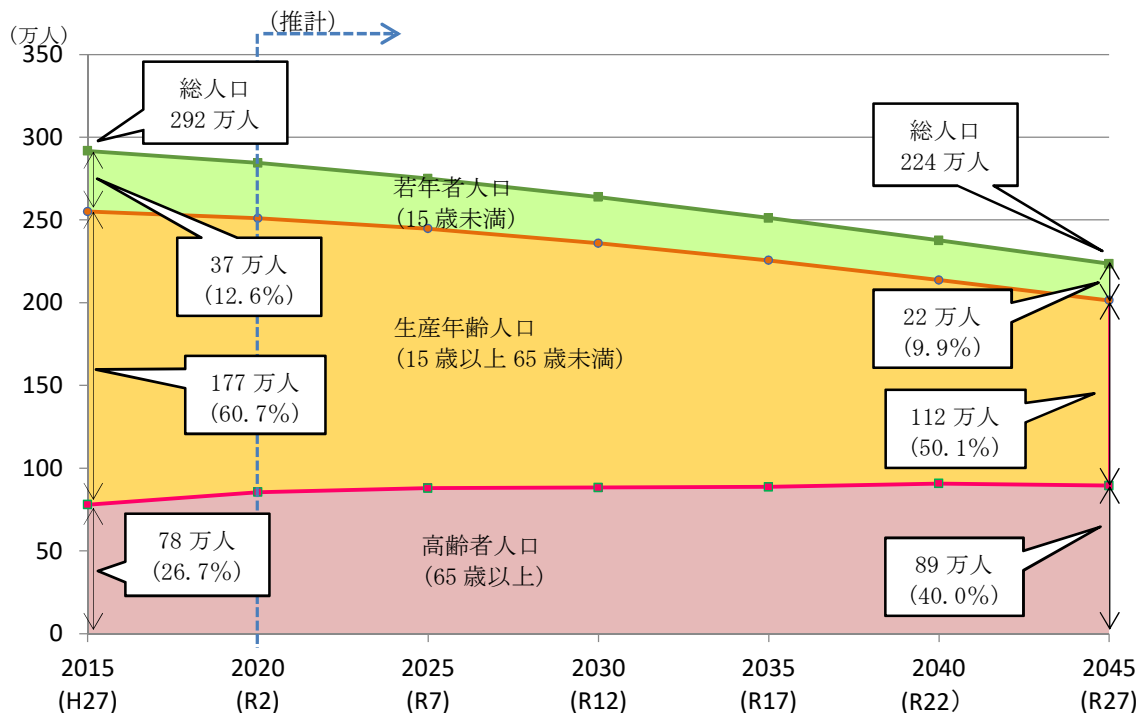 (万人)
(推計)
350
300
250
200
150
100
50
0
総人口
292 万人
総人口
224 万人
若年者人口
(15 歳未満)
37 万人
(12.6%)
22 万人
(9.9%)
生産年齢人口
(15 歳以上 65 歳未満)
177 万人
(60.7%)
112 万人
(50.1%)
高齢者人口
(65 歳以上)
78 万人
(26.7%)
89 万人
(40.0%)
2015 2020 2025 2030 2035 2040 2045
(H27) (R2) (R7) (R12) (R17) (R22） (R27)